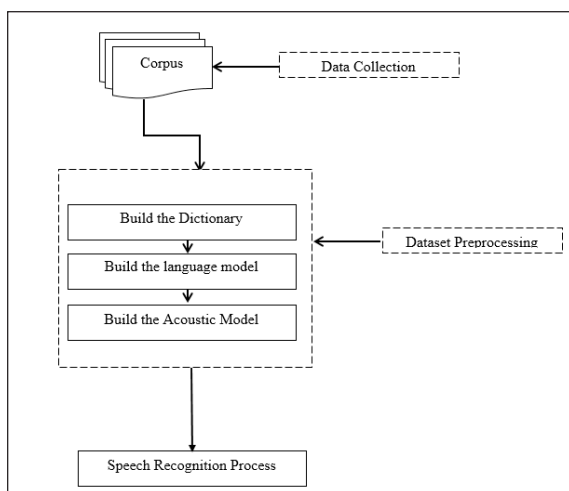 Corpus
Data Collection
Build the Dictionary
Dataset Preprocessing
Build the language model
Build the Acoustic Model
Speech Recognition Process